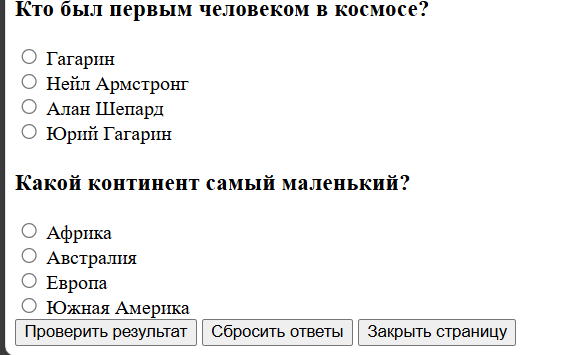 Кто был первым человеком в космосе?
Гагарин
Нейл Армстронг
Алан Шепард
Юрий Гагарин
Какой континент самый маленький?
Африка
Австралия
Европа
Южная Америка
Проверить результат Сбросить ответы Закрыть страницу